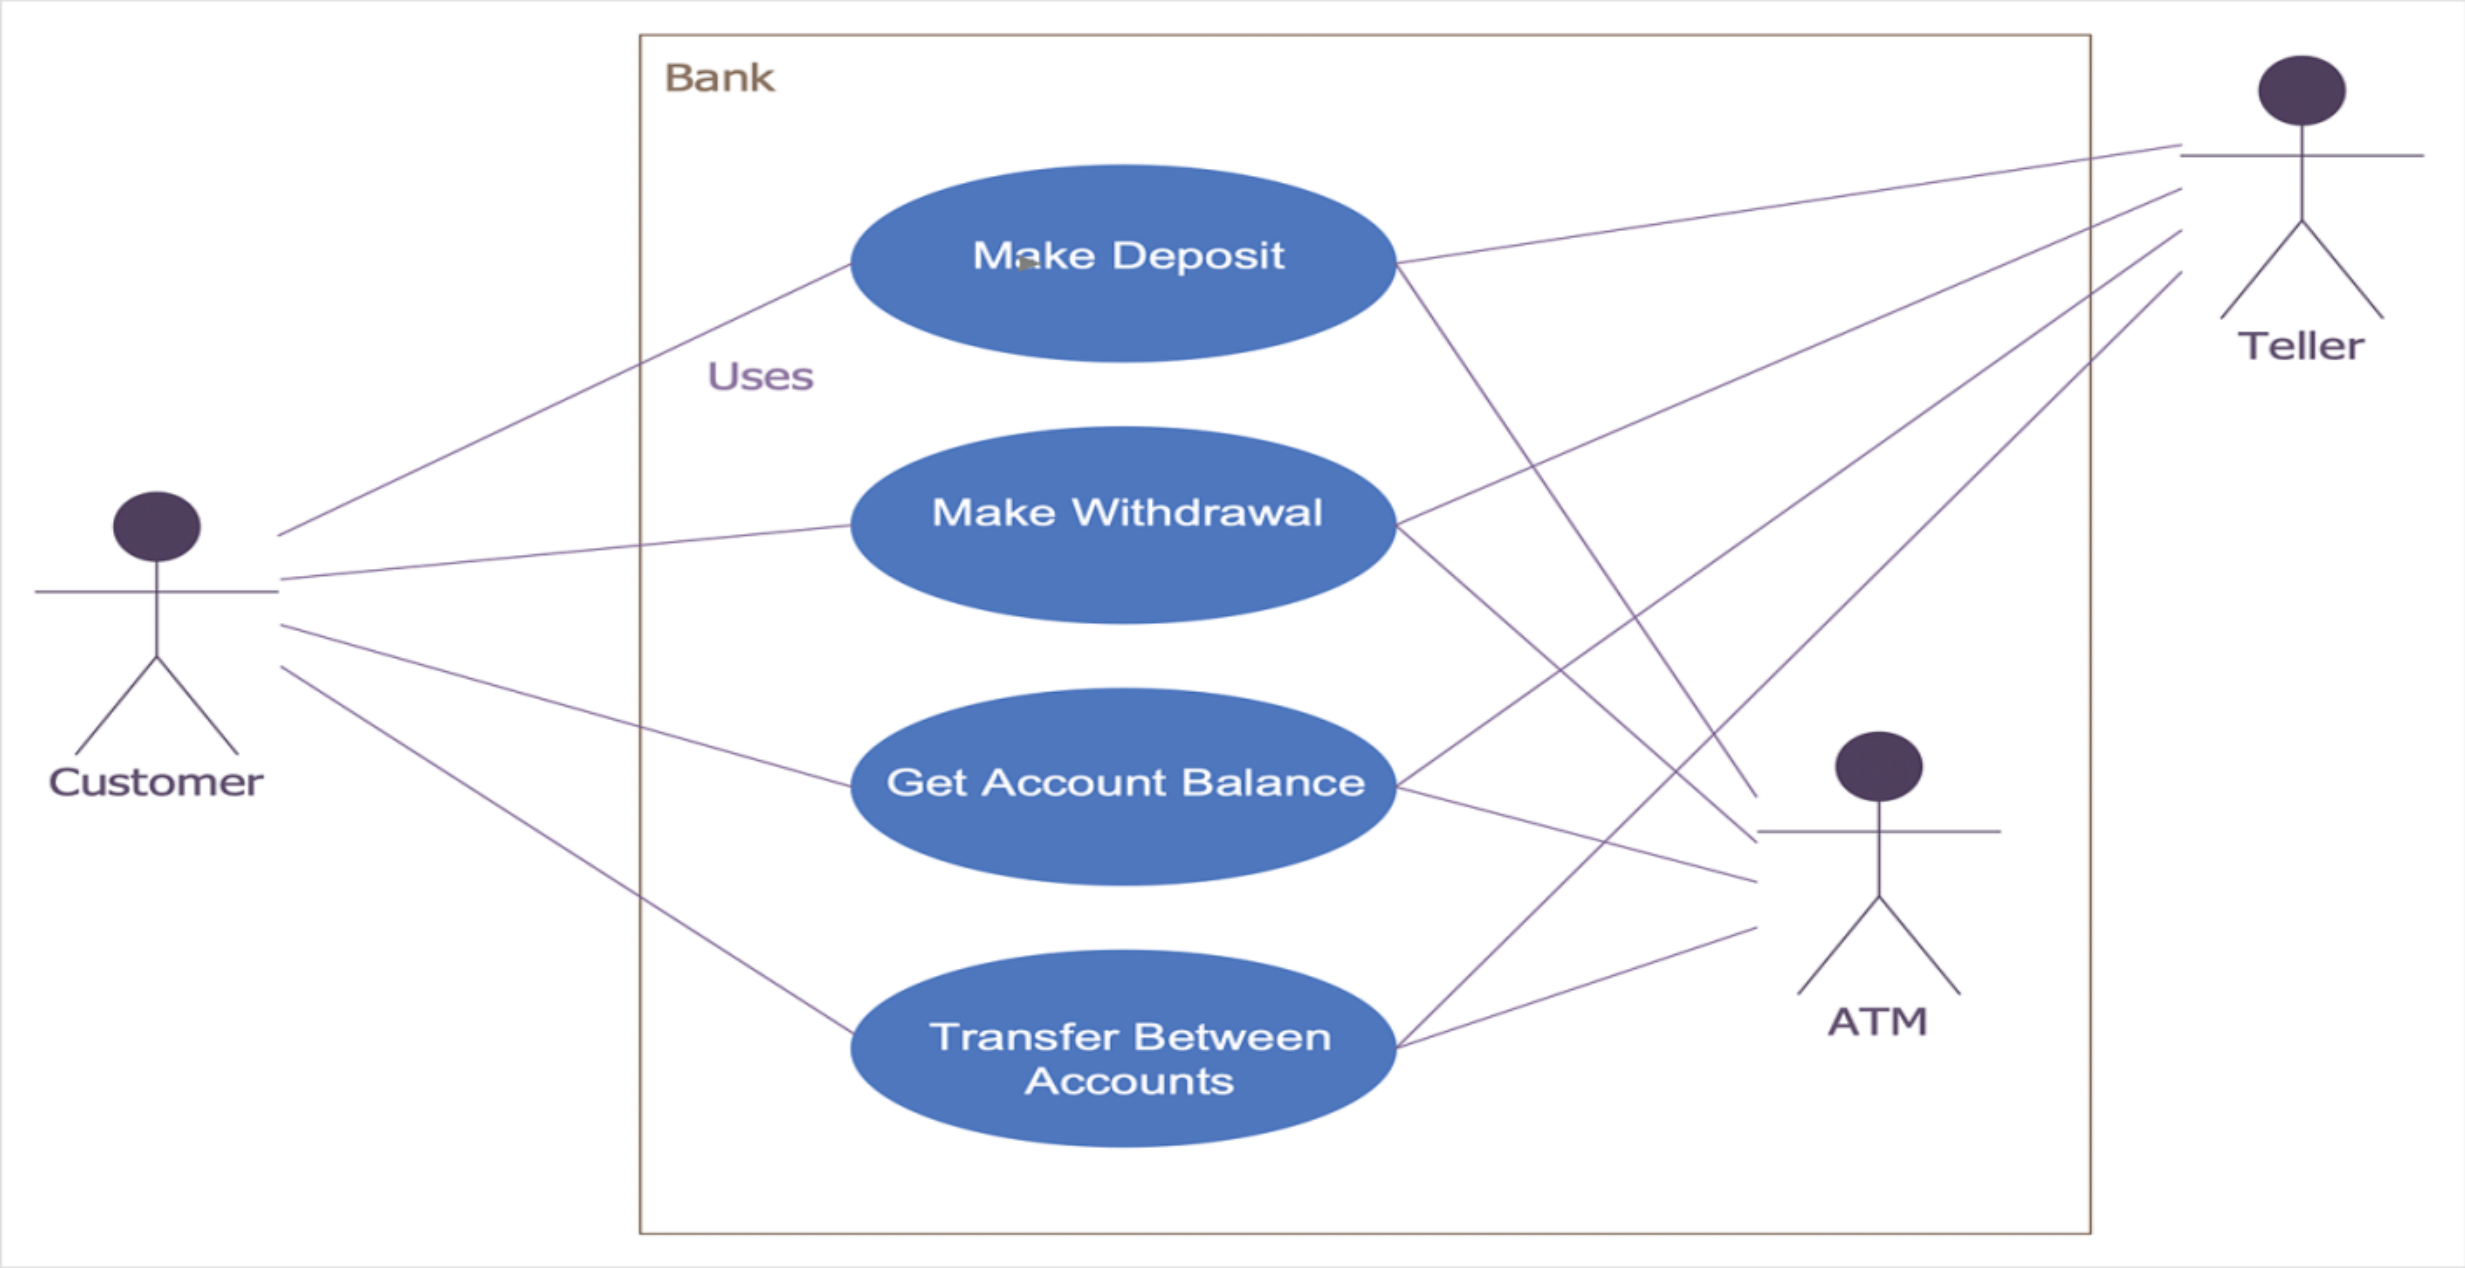 Bank
Make Deposit
Uses
Make Withdrawal
Get Account Balance
Transfer Between
Accounts
Customer
Teller
ATM